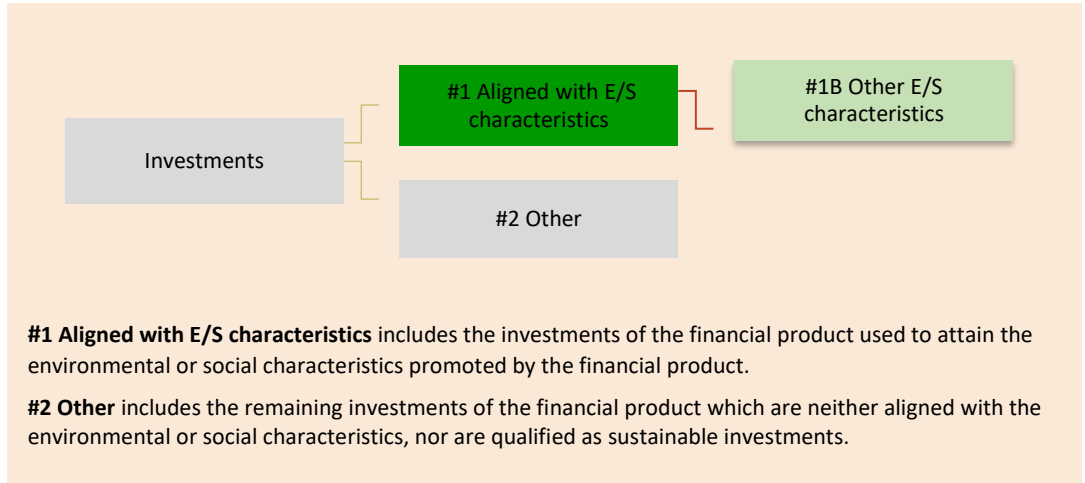 #1 Aligned with E/S
characteristics
#1B Other E/S
characteristics
Investments
#2 Other
#1 Aligned with E/S characteristics includes the investments of the financial product used to attain the
environmental or social characteristics promoted by the financial product.
#2 Other includes the remaining investments of the financial product which are neither aligned with the
environmental or social characteristics, nor are qualified as sustainable investments.